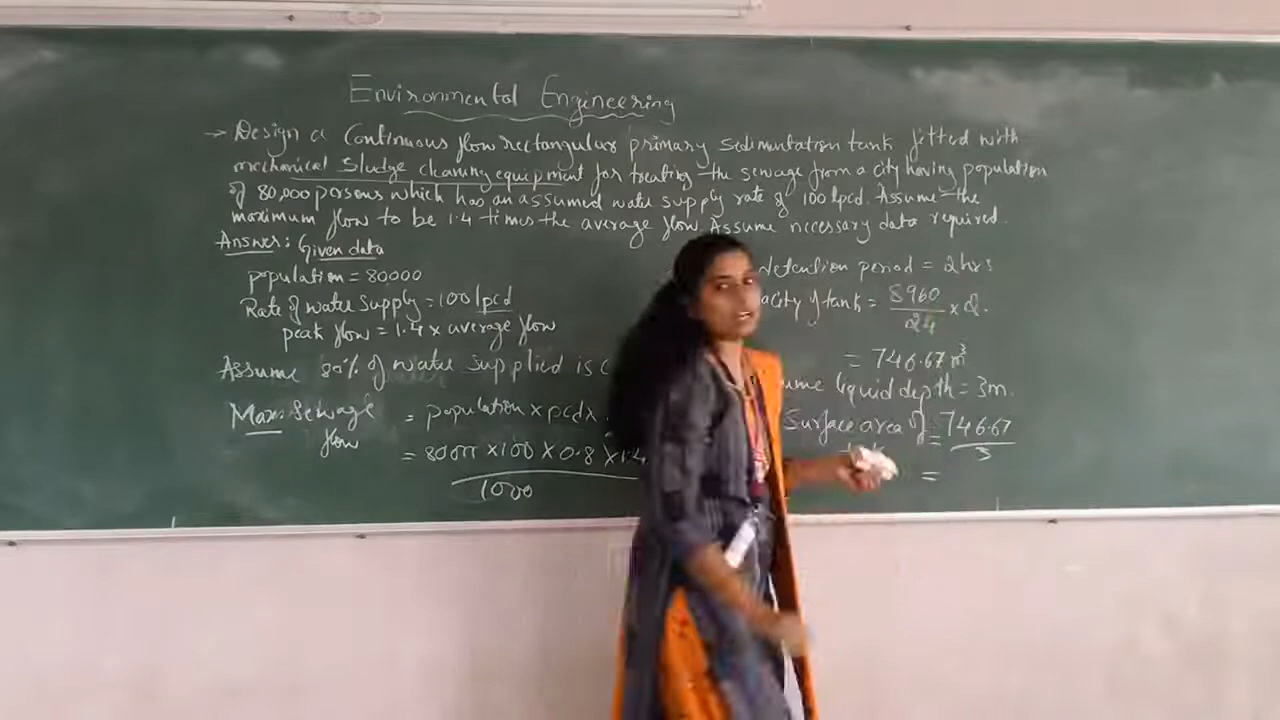 Environmental Engineering
→ Design a Continuous flow rectangular primary sedimentation tank fitted with
mechanical sludge cleaning equipment for treating the sewage from a city having population
of 80,000 persons which has an assumed water supply rate of 100 lpcd. Assume the
maximum flow to be 1.4 times the average flow. Assume necessary data required.
Answer: Given data
population = 80000
Rate of water supply = 100 lpcd
peak flow = 1.4 x average flow
Assume 80% of water supplied is c
Max. Sewage flow = population x pcdx
= 80000 x 100 x 0.8 x 1.4
1000
detention period = 2hrs
acity of tank = 8960/24 x 2.
= 746.67 m³
ume liquid depth = 3m.
Surface area of = 746.67/3
=